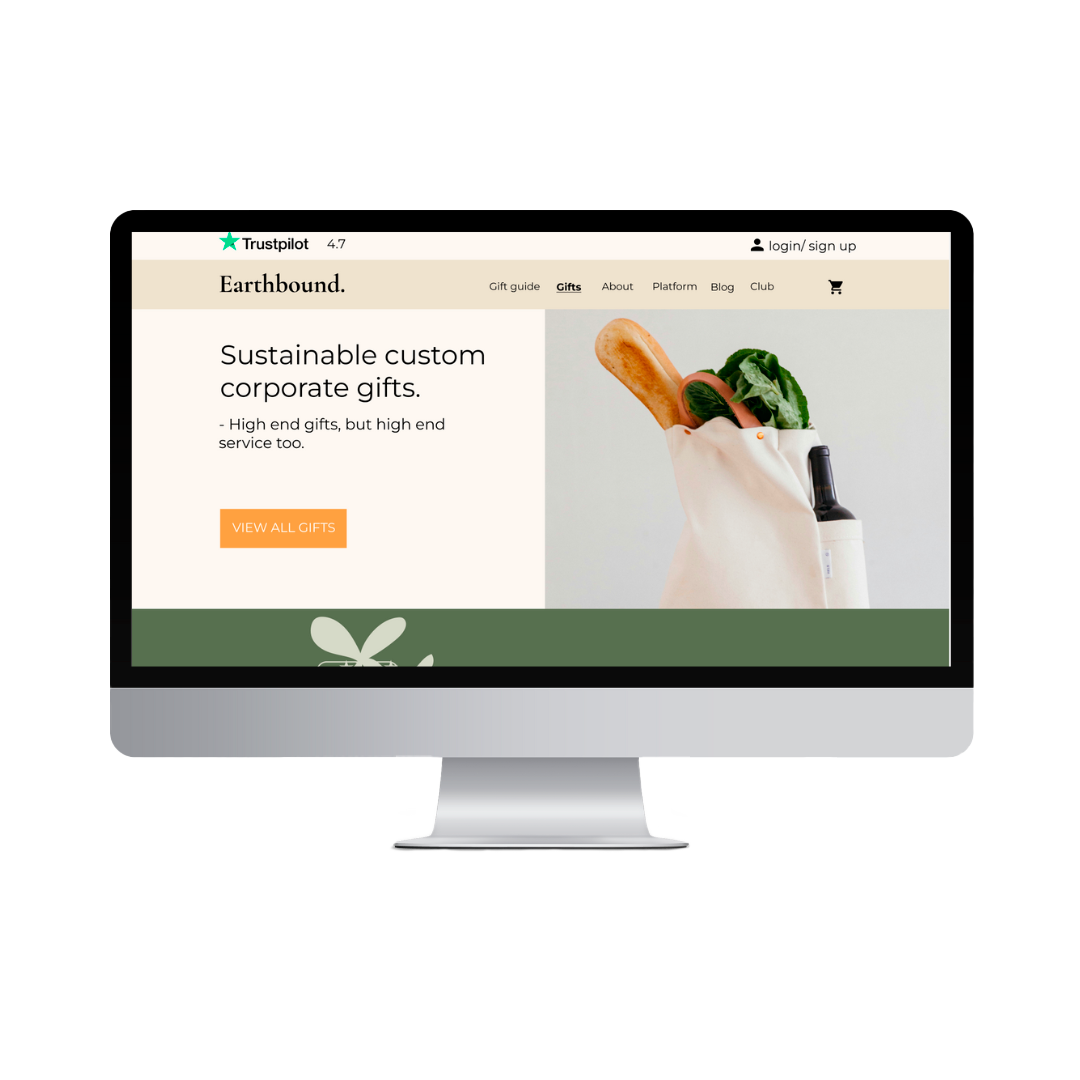 Trustpilot 4.7 login/ sign up
Earthbound. Gift guide Gifts About Platform Blog Club
Sustainable custom
corporate gifts.
- High end gifts, but high end
service too.
VIEW ALL GIFTS